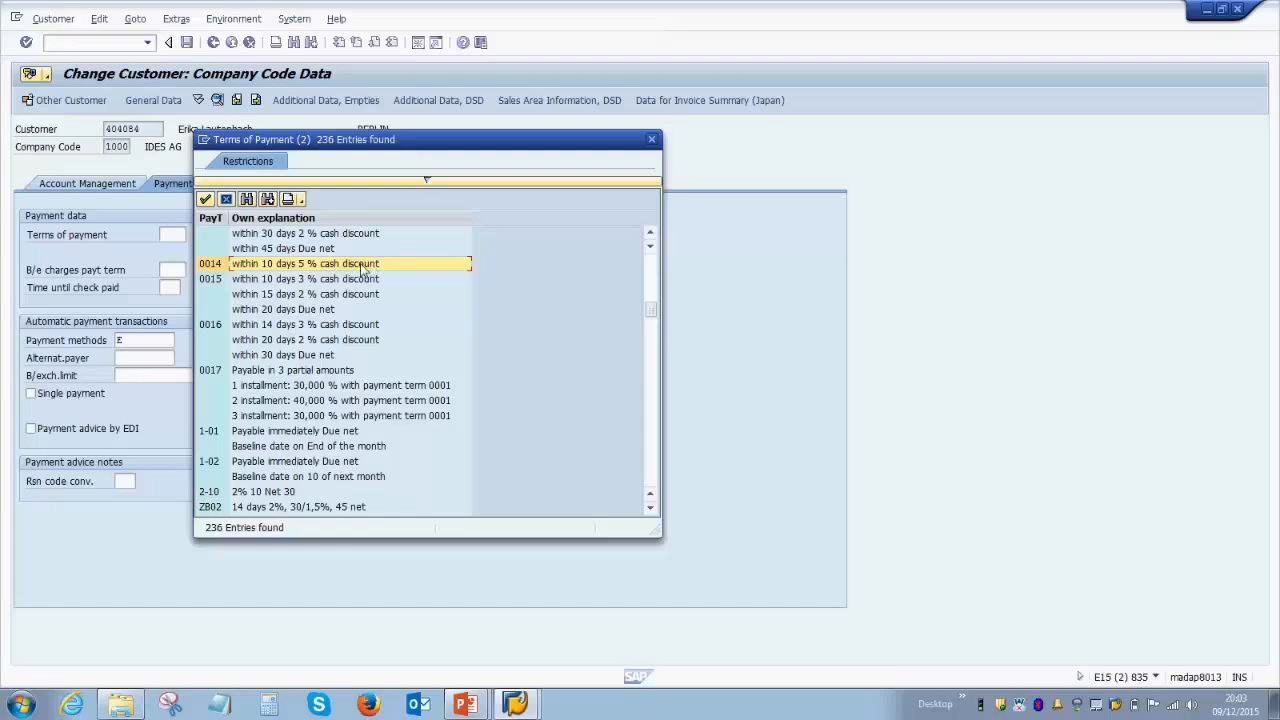 Customer Edit Goto Extras Environment System Help
Change Customer: Company Code Data
Other Customer General Data Additional Data, Empties Additional Data, DSD Sales Area Information, DSD Data for Invoice Summary (Japan)
Customer 404084 Erika Lautenbach BERLIN
Company Code 1000 IDES AG
Account Management Payment
Payment data
Terms of payment
B/e charges payt term
Time until check paid
Automatic payment transactions
Payment methods E
Alternat.payer
B/exch.limit
Single payment
Payment advice by EDI
Payment advice notes
Rsn code conv.
Terms of Payment (2) 236 Entries found
Restrictions
PayT Own explanation
within 30 days 2 % cash discount
within 45 days Due net
0014 within 10 days 5 % cash discount
0015 within 10 days 3 % cash discount
within 15 days 2 % cash discount
within 20 days Due net
0016 within 14 days 3 % cash discount
within 20 days 2 % cash discount
within 30 days Due net
0017 Payable in 3 partial amounts
1 installment: 30,000 % with payment term 0001
2 installment: 40,000 % with payment term 0001
3 installment: 30,000 % with payment term 0001
1-01 Payable immediately Due net
Baseline date on End of the month
1-02 Payable immediately Due net
Baseline date on 10 of next month
2-10 2% 10 Net 30
ZB02 14 days 2%, 30/1,5%, 45 net
236 Entries found
SAP
E15 (2) 835 madap8013 INS
Desktop
20:03
09/12/2015